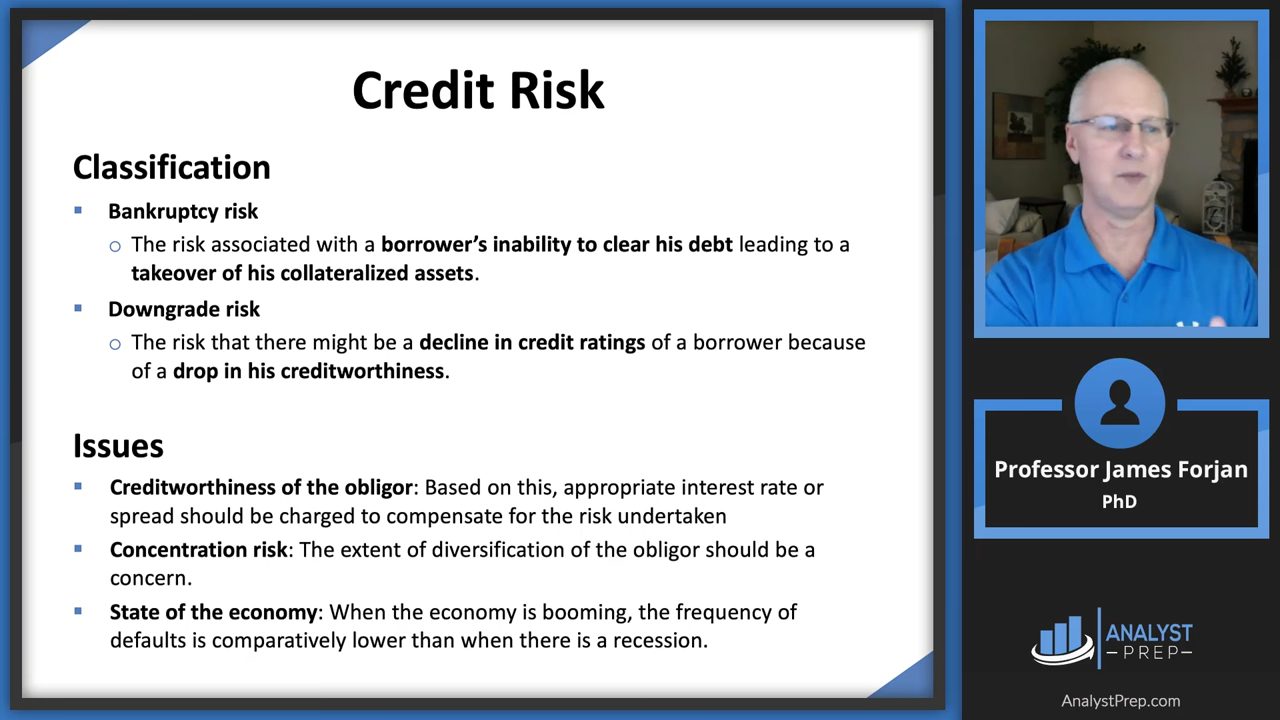 Credit Risk
Classification
▪ Bankruptcy risk
○ The risk associated with a borrower’s inability to clear his debt leading to a
takeover of his collateralized assets.
▪ Downgrade risk
○ The risk that there might be a decline in credit ratings of a borrower because
of a drop in his creditworthiness.
Issues
▪ Creditworthiness of the obligor: Based on this, appropriate interest rate or
spread should be charged to compensate for the risk undertaken
▪ Concentration risk: The extent of diversification of the obligor should be a
concern.
▪ State of the economy: When the economy is booming, the frequency of
defaults is comparatively lower than when there is a recession.
Professor James Forjan
PhD
ANALYST
–PREP–
AnalystPrep.com